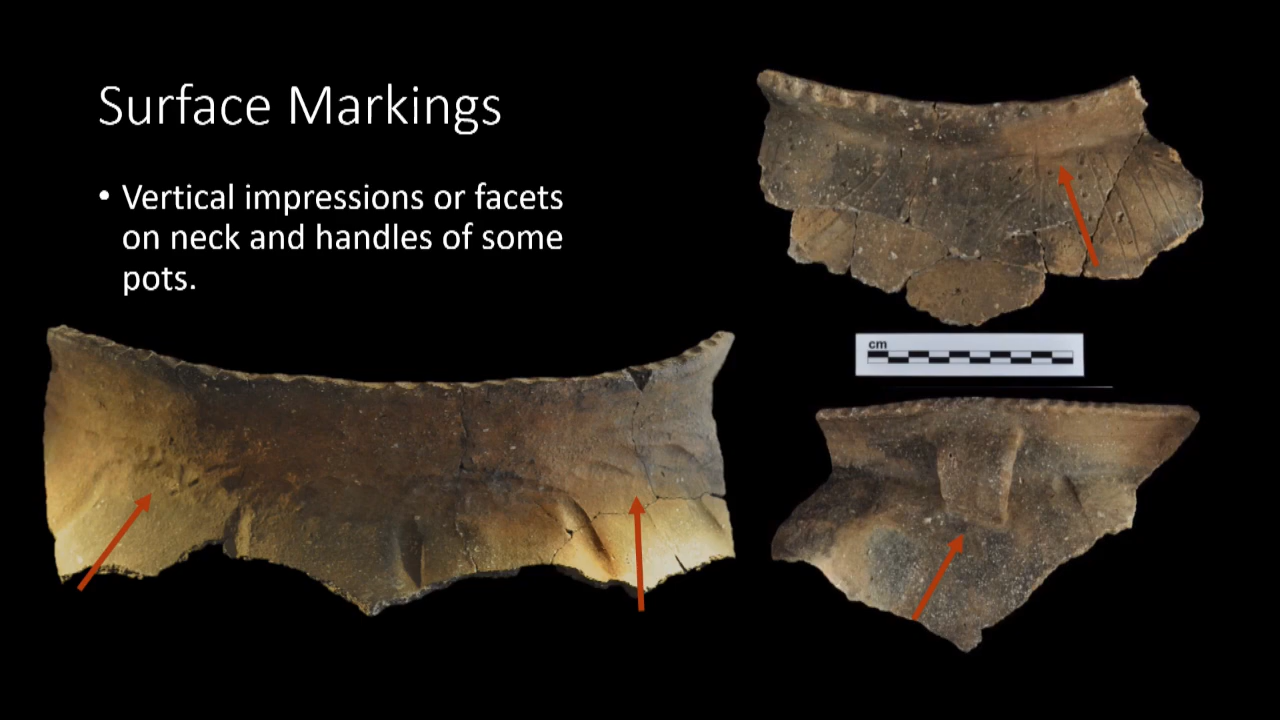 Surface Markings
• Vertical impressions or facets
on neck and handles of some
pots.
cm